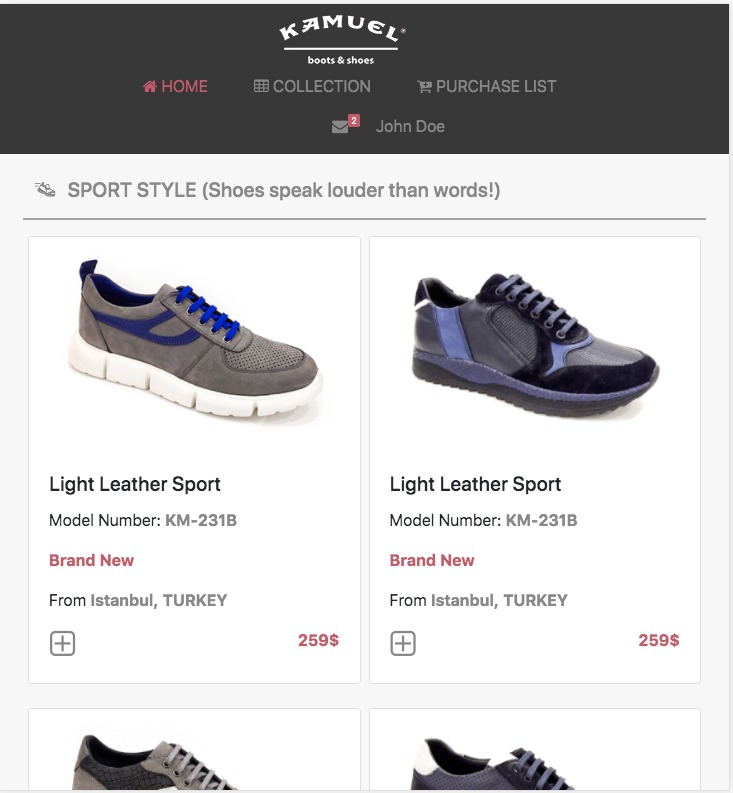 KAMUEL®
boots & shoes
HOME COLLECTION PURCHASE LIST
2 John Doe
SPORT STYLE (Shoes speak louder than words!)
Light Leather Sport
Model Number: KM-231B
Brand New
From Istanbul, TURKEY
259$
Light Leather Sport
Model Number: KM-231B
Brand New
From Istanbul, TURKEY
259$